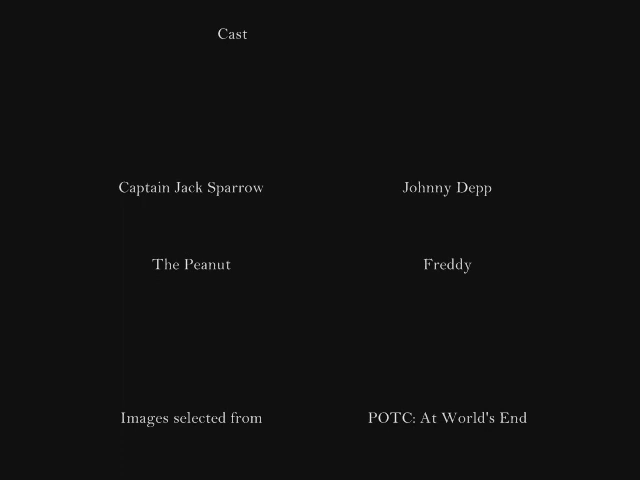 Cast
Captain Jack Sparrow Johnny Depp
The Peanut Freddy
Images selected from POTC: At World's End